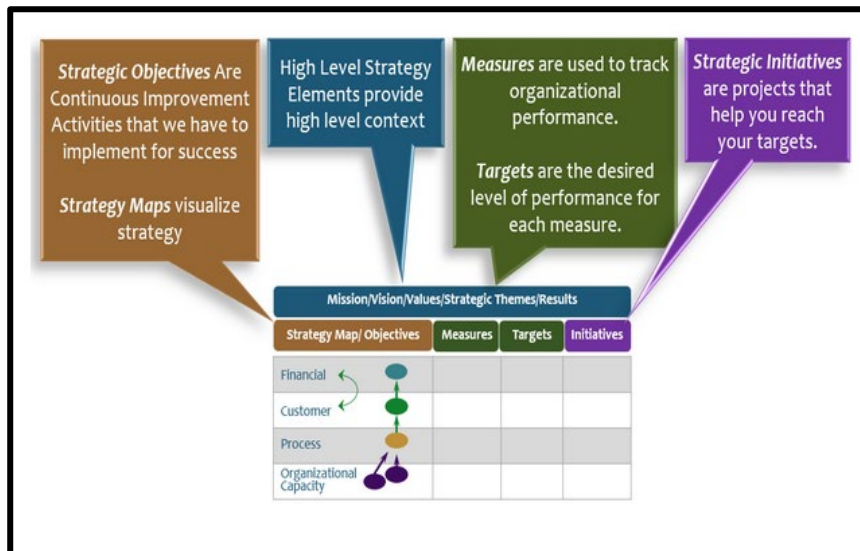 Strategic Objectives Are
Continuous Improvement
Activities that we have to
implement for success
Strategy Maps visualize
strategy
High Level Strategy
Elements provide
high level context
Measures are used to track
organizational
performance.
Targets are the desired
level of performance for
each measure.
Strategic Initiatives
are projects that
help you reach
your targets.
Mission/Vision/Values/Strategic Themes/Results
Strategy Map/ Objectives
Measures
Targets
Initiatives
Financial
Customer
Process
Organizational
Capacity